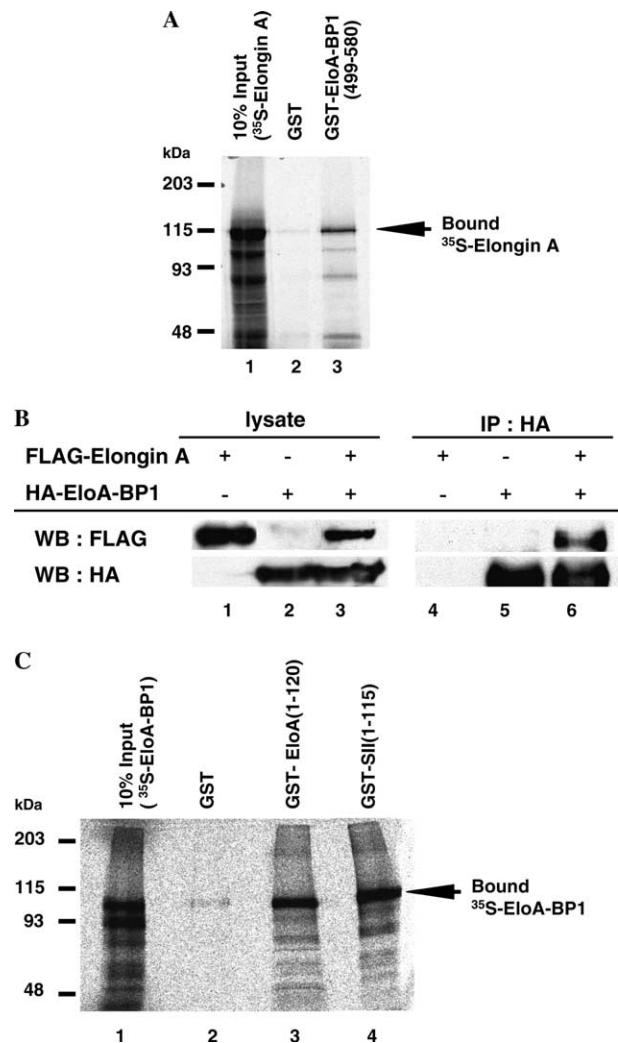 A
10% Input
(³⁵S-Elongin A)
GST
GST-EloA-BP1
(499-580)
kDa
203
115
93
48
Bound
³⁵S-Elongin A
1 2 3
B
lysate IP : HA
FLAG-Elongin A + - + + - +
HA-EloA-BP1 - + + - + +
WB : FLAG
WB : HA
1 2 3 4 5 6
C
10% Input
( ³⁵S-EloA-BP1)
GST
GST- EloA(1-120)
GST-SII(1-115)
kDa
203
115
93
48
Bound
³⁵S-EloA-BP1
1 2 3 4